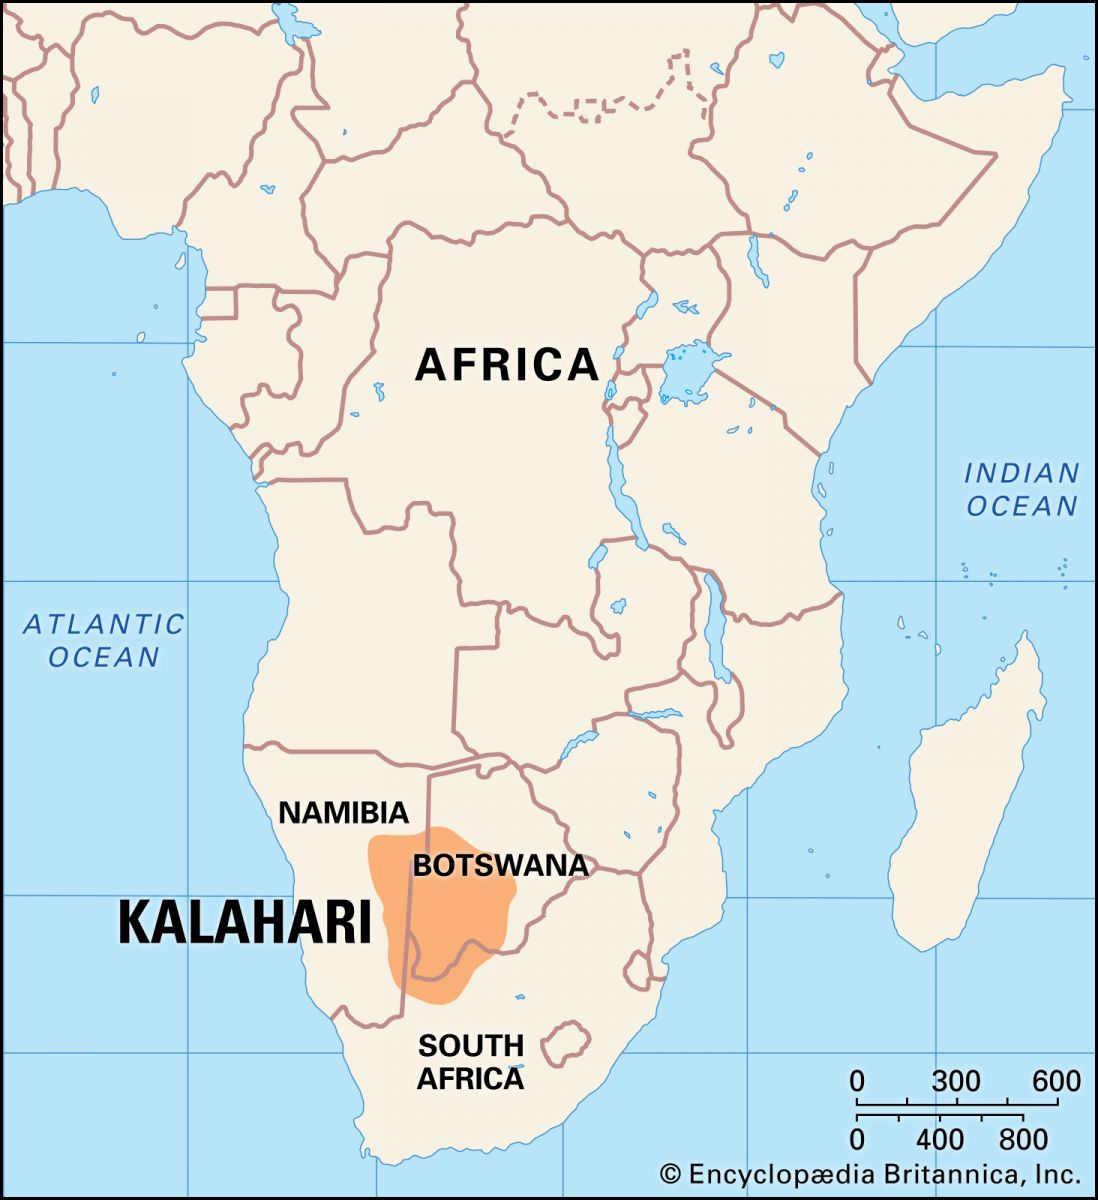 AFRICA
INDIAN
OCEAN
ATLANTIC
OCEAN
NAMIBIA
BOTSWANA
KALAHARI
SOUTH
AFRICA
0 300 600
0 400 800
© Encyclopædia Britannica, Inc.